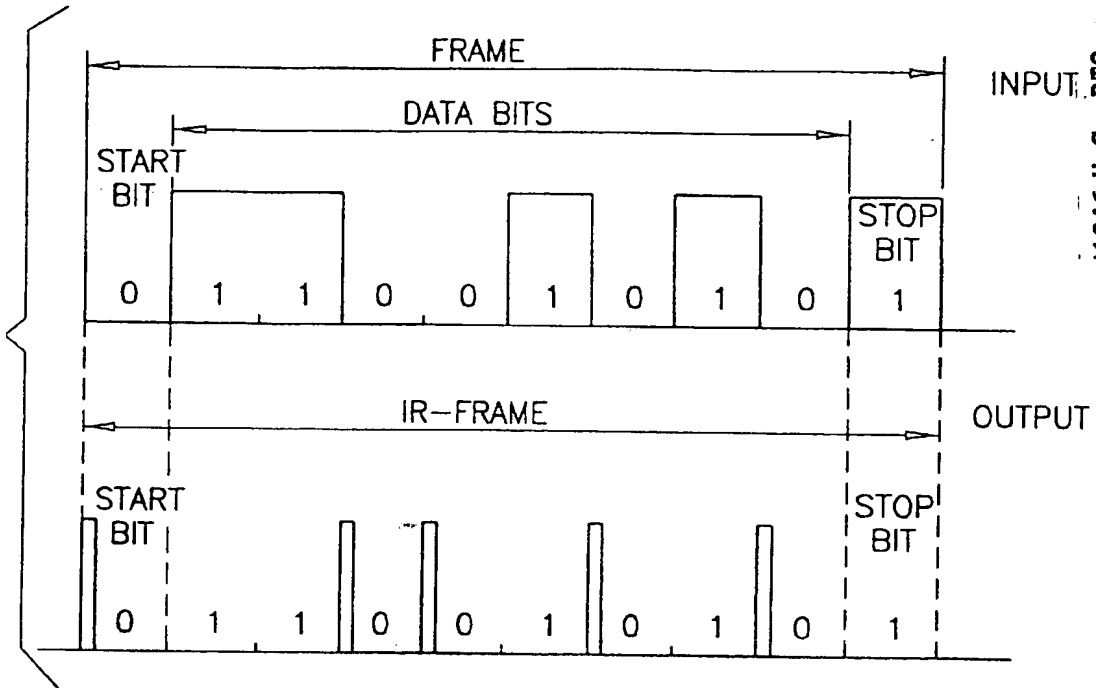 FRAME
INPUT
DATA BITS
START
BIT
STOP
BIT
0 1 1 0 0 1 0 1 0 1
IR-FRAME
OUTPUT
START
BIT
STOP
BIT
0 1 1 0 0 1 0 1 0 1